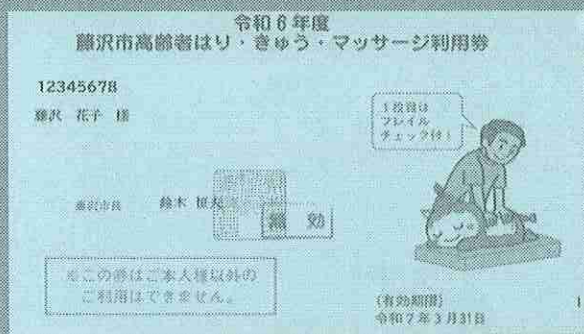 令和6年度
藤沢市高齢者はり・きゅう・マッサージ利用券
12345678
藤沢 花子 様
1枚目は
フレイル
チェック付!
藤沢市長 鈴木 恒夫
無 効
※この券はご本人様以外の
ご利用はできません。
(有効期限)
令和7年3月31日
1